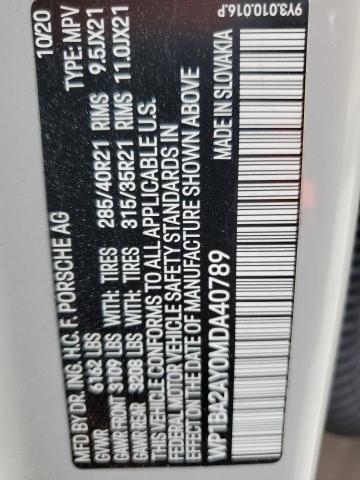 MFD BY DR. ING. H.C. F. PORSCHE AG 10/20
GVWR 6162 LBS TYPE: MPV
GAWR FRONT 3109 LBS WITH: TIRES 285/40R21 RIMS 9.5JX21
GAWR REAR 3208 LBS WITH: TIRES 315/35R21 RIMS 11.0JX21
THIS VEHICLE CONFORMS TO ALL APPLICABLE U.S.
FEDERAL MOTOR VEHICLE SAFETY STANDARDS IN
EFFECT ON THE DATE OF MANUFACTURE SHOWN ABOVE
WP1BA2AY0MDA40789 MADE IN SLOVAKIA
9Y3.010.016.P